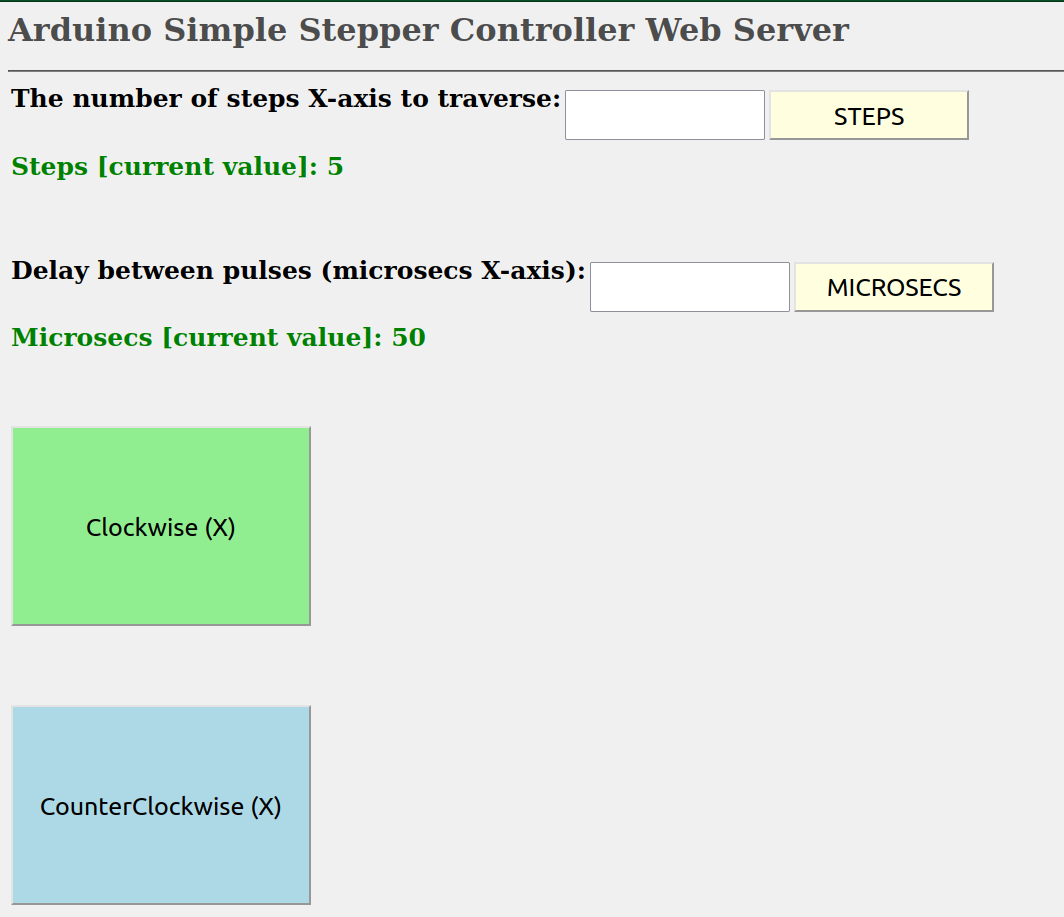 Arduino Simple Stepper Controller Web Server
The number of steps X-axis to traverse: STEPS
Steps [current value]: 5
Delay between pulses (microsecs X-axis): MICROSECS
Microsecs [current value]: 50
Clockwise (X)
CounterClockwise (X)